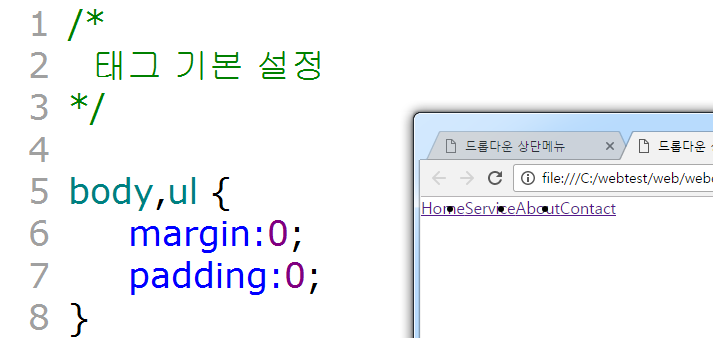 1 /*
2 태그 기본 설정
3 */
4
5 body,ul {
6 margin:0;
7 padding:0;
8 }
드롭다운 상단메뉴
드롭다운
file:///C:/webtest/web/web
HomeServiceAboutContact